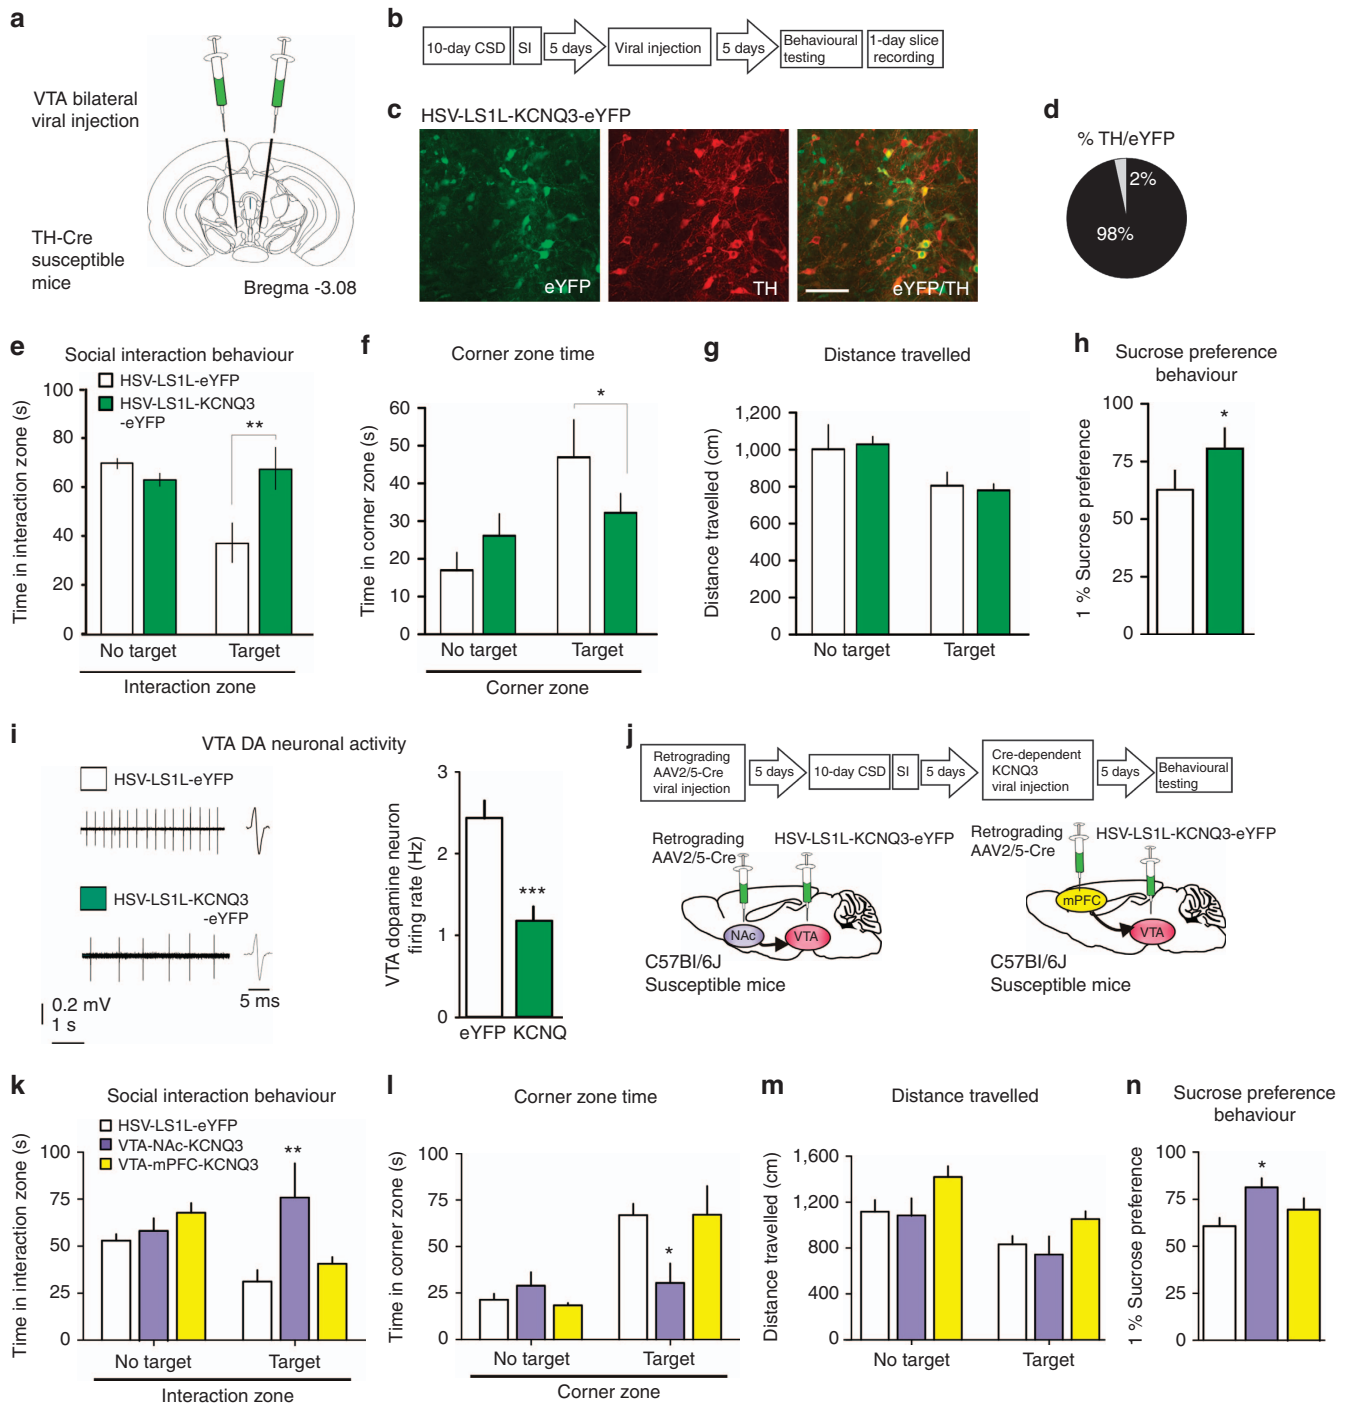 a
VTA bilateral
viral injection
TH-Cre
susceptible
mice
Bregma -3.08
b
10-day CSD
SI
5 days
Viral injection
5 days
Behavioural
testing
1-day slice
recording
c
HSV-LS1L-KCNQ3-eYFP
eYFP
TH
eYFP/TH
d
% TH/eYFP
2%
98%
e
Social interaction behaviour
HSV-LS1L-eYFP
HSV-LS1L-KCNQ3
-eYFP
Time in interaction zone (s)
100
80
60
40
20
0
**
No target
Target
Interaction zone
f
Corner zone time
Time in corner zone (s)
60
50
40
30
20
10
0
*
No target
Target
Corner zone
g
Distance travelled
Distance travelled (cm)
1,200
1,000
800
600
400
200
0
No target
Target
h
Sucrose preference
behaviour
1 % Sucrose preference
100
75
50
25
0
*
i
VTA DA neuronal activity
HSV-LS1L-eYFP
HSV-LS1L-KCNQ3
-eYFP
5 ms
0.2 mV
1 s
VTA dopamine neuron
firing rate (Hz)
3
2
1
0
***
eYFP
KCNQ
j
Retrograding
AAV2/5-Cre
viral injection
5 days
10-day CSD
SI
5 days
Cre-dependent
KCNQ3
viral injection
5 days
Behavioural
testing
Retrograding
AAV2/5-Cre
HSV-LS1L-KCNQ3-eYFP
NAc
VTA
C57BI/6J
Susceptible mice
Retrograding
AAV2/5-Cre
HSV-LS1L-KCNQ3-eYFP
mPFC
VTA
C57BI/6J
Susceptible mice
k
Social interaction behaviour
HSV-LS1L-eYFP
VTA-NAc-KCNQ3
VTA-mPFC-KCNQ3
Time in interaction zone (s)
100
75
50
25
0
**
No target
Target
Interaction zone
l
Corner zone time
Time in corner zone (s)
100
75
50
25
0
*
No target
Target
Corner zone
m
Distance travelled
Distance travelled (cm)
1,600
1,200
800
400
0
No target
Target
n
Sucrose preference
behaviour
1 % Sucrose preference
100
75
50
25
0
*